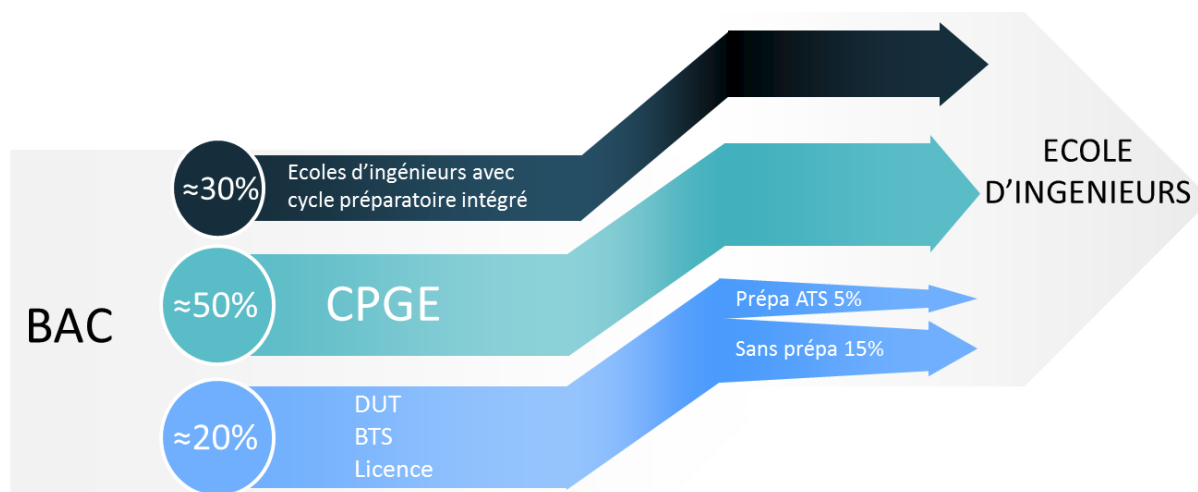 BAC
≈30%
Ecoles d’ingénieurs avec
cycle préparatoire intégré
≈50%
CPGE
≈20%
DUT
BTS
Licence
Prépa ATS 5%
Sans prépa 15%
ECOLE
D’INGENIEURS